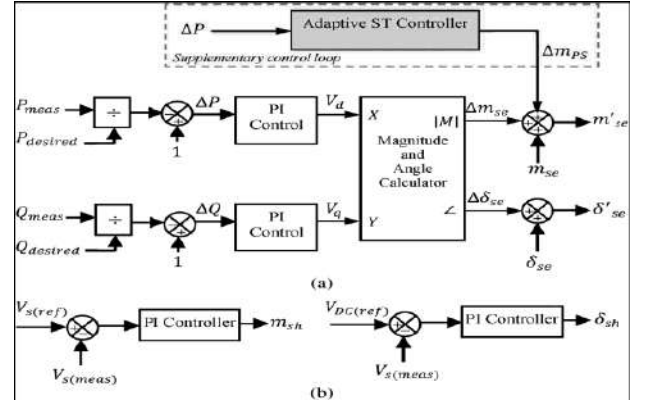 ΔP
Adaptive ST Controller
Δm_PS
Supplementary control loop
P_meas
÷
P_desired
ΔP
1
PI Control
V_d
X
|M|
Magnitude and Angle Calculator
Y
∠
Δm_se
m'_se
m_se
Q_meas
÷
Q_desired
ΔQ
1
PI Control
V_q
Δδ_se
δ'_se
δ_se
(a)
V_s(ref)
PI Controller
m_sh
V_s(meas)
V_DC(ref)
PI Controller
δ_sh
V_s(meas)
(b)